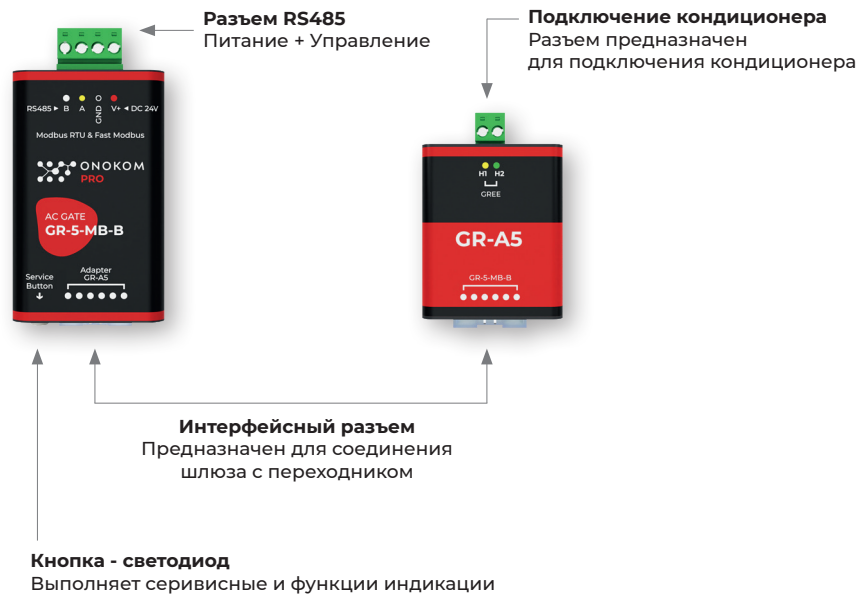 Разъем RS485
Питание + Управление
Подключение кондиционера
Разъем предназначен
для подключения кондиционера
RS485 ► B A GND V+ ◄ DC 24V
Modbus RTU & Fast Modbus
ONOKOM
PRO
AC GATE
GR-5-MB-B
Service
Button
Adapter
GR-A5
H1 H2
GREE
GR-A5
GR-5-MB-B
Интерфейсный разъем
Предназначен для соединения
шлюза с переходником
Кнопка - светодиод
Выполняет серивисные и функции индикации